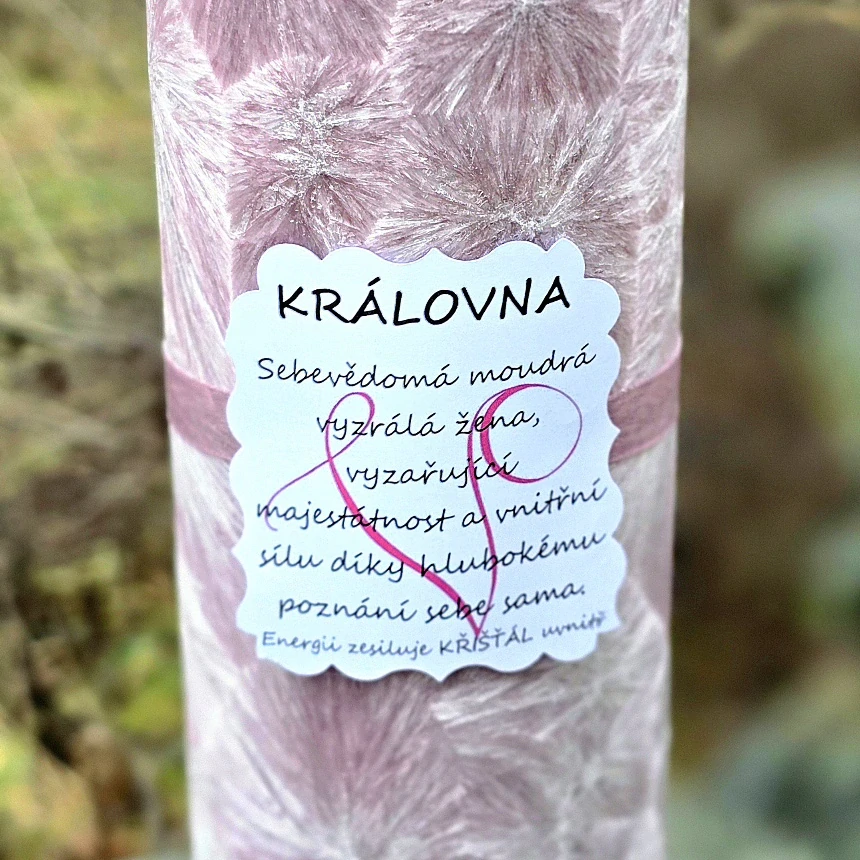 KRÁLOVNA
Sebevědomá moudrá
vyzrálá žena,
vyzařující
majestátnost a vnitřní
sílu díky hlubokému
poznání sebe sama.
Energii zesiluje KŘIŠŤÁL uvnitř